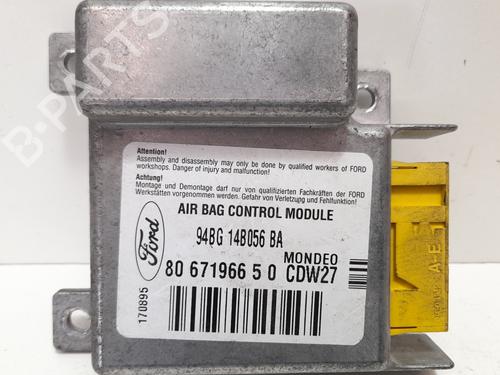 B-PARTS
Attention!
Assembly and disassembly may only be done by qualified workers of FORD
workshops. Danger of injury and malfunction!
Achtung!
Montage und Demontage darf nur von qualifizierten Fachkräften der FORD
Werkstätten vorgenommen werden. Gefahr von Verletzung und Fehlfunktion!
Ford
AIR BAG CONTROL MODULE
94BG 14B056 BA
MONDEO
80 671966 5 0 CDW27
170895
A-E